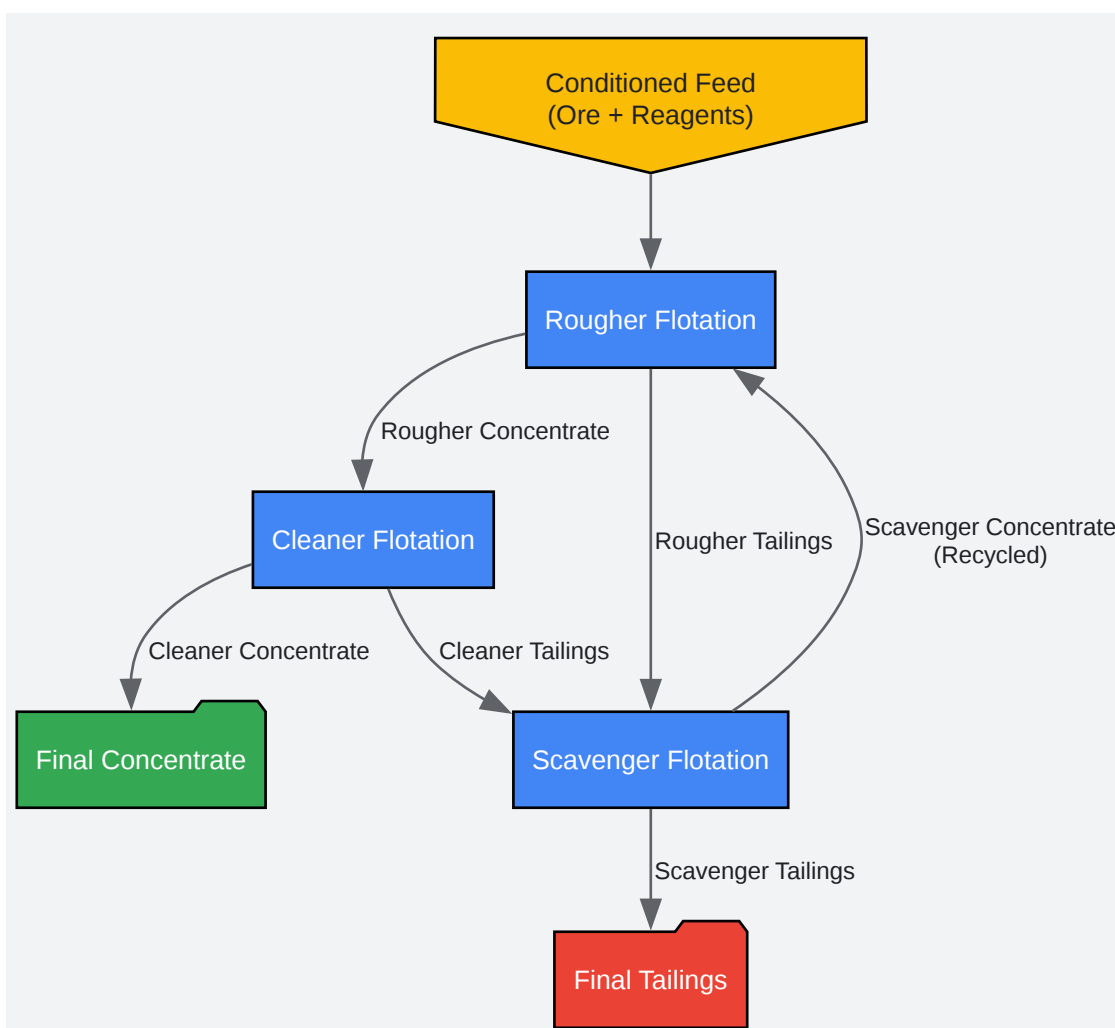 Conditioned Feed
(Ore + Reagents)
Rougher Flotation
Rougher Concentrate
Cleaner Flotation
Rougher Tailings
Scavenger Concentrate
(Recycled)
Cleaner Concentrate
Cleaner Tailings
Final Concentrate
Scavenger Flotation
Scavenger Tailings
Final Tailings